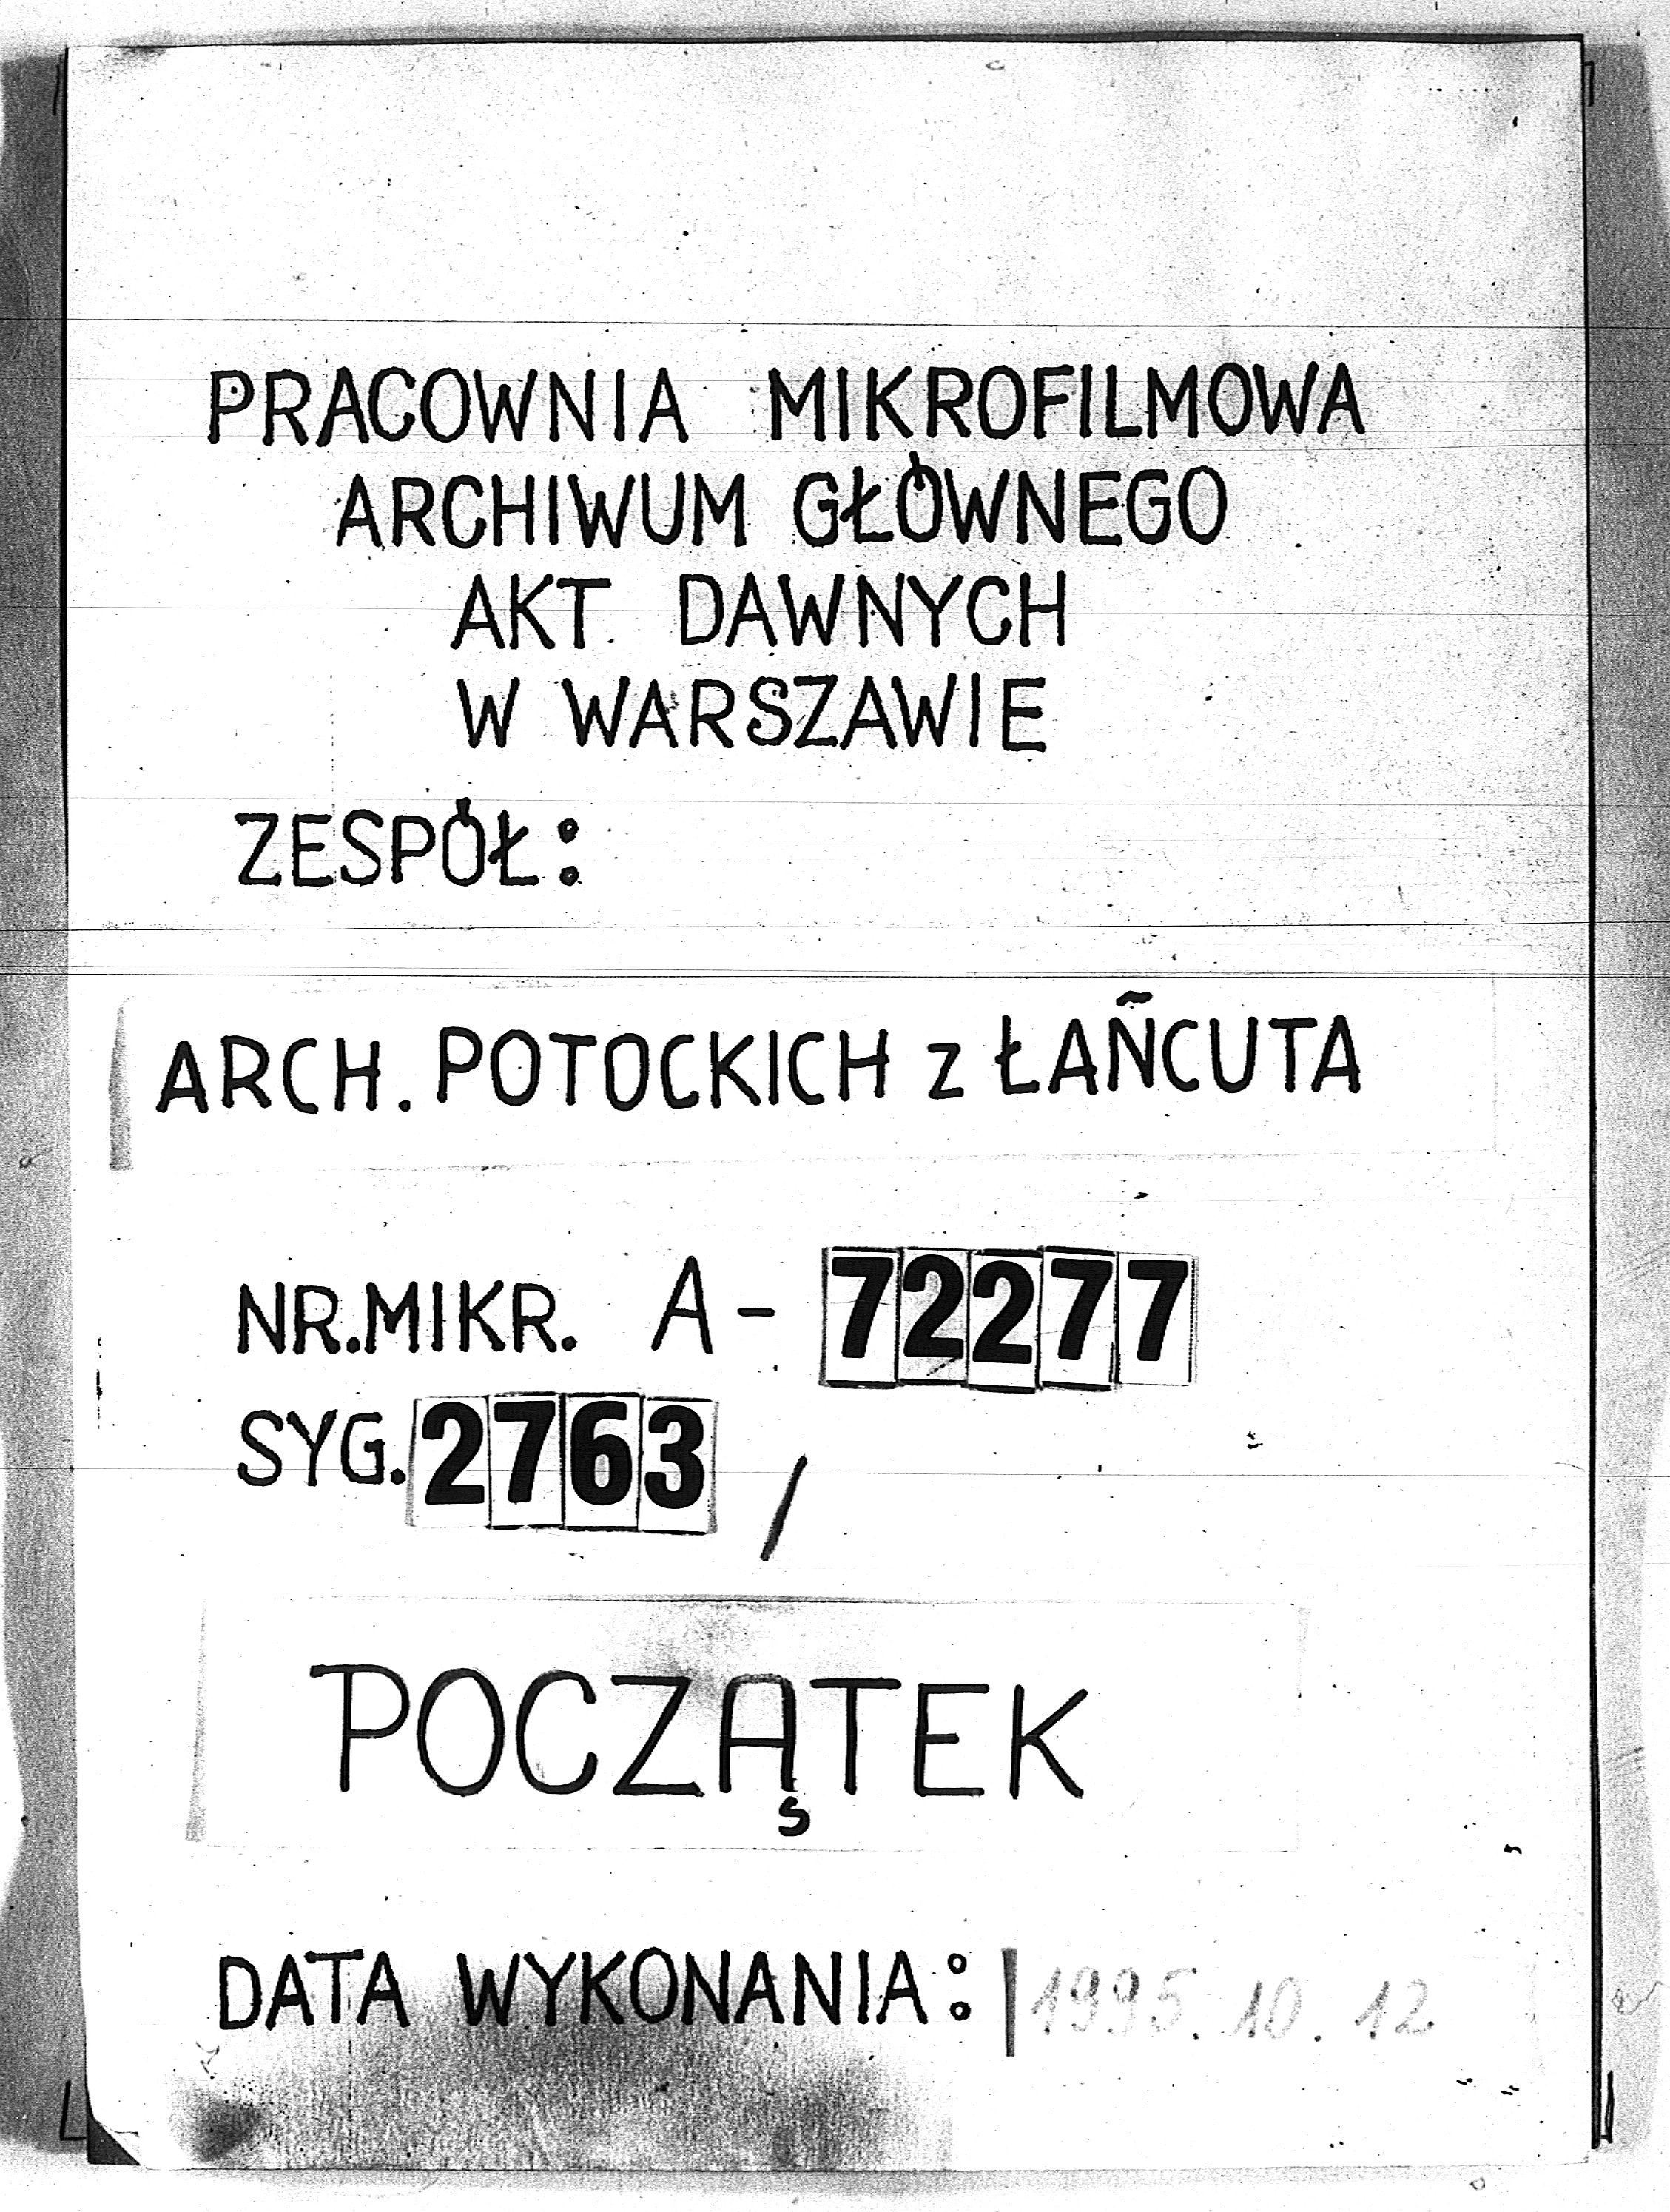 PRACOWNIA MIKROFILMOWA
ARCHIWUM GŁÓWNEGO
AKT DAWNYCH
W WARSZAWIE
ZESPÓŁ:
ARCH. POTOCKICH z ŁAŃCUTA
NR.MIKR. A-72277
SYG. 2763 /
POCZĄTEK
DATA WYKONANIA: 1995.10.12